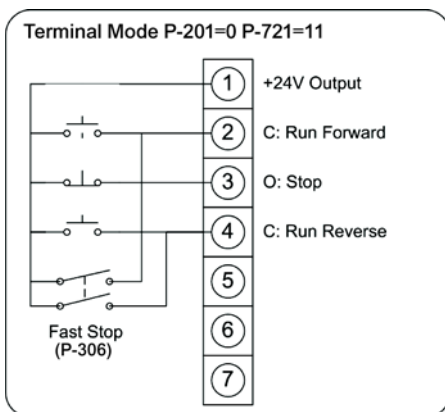 Terminal Mode P-201=0 P-721=11
1 +24V Output
2 C: Run Forward
3 O: Stop
4 C: Run Reverse
5
6
7
Fast Stop
(P-306)